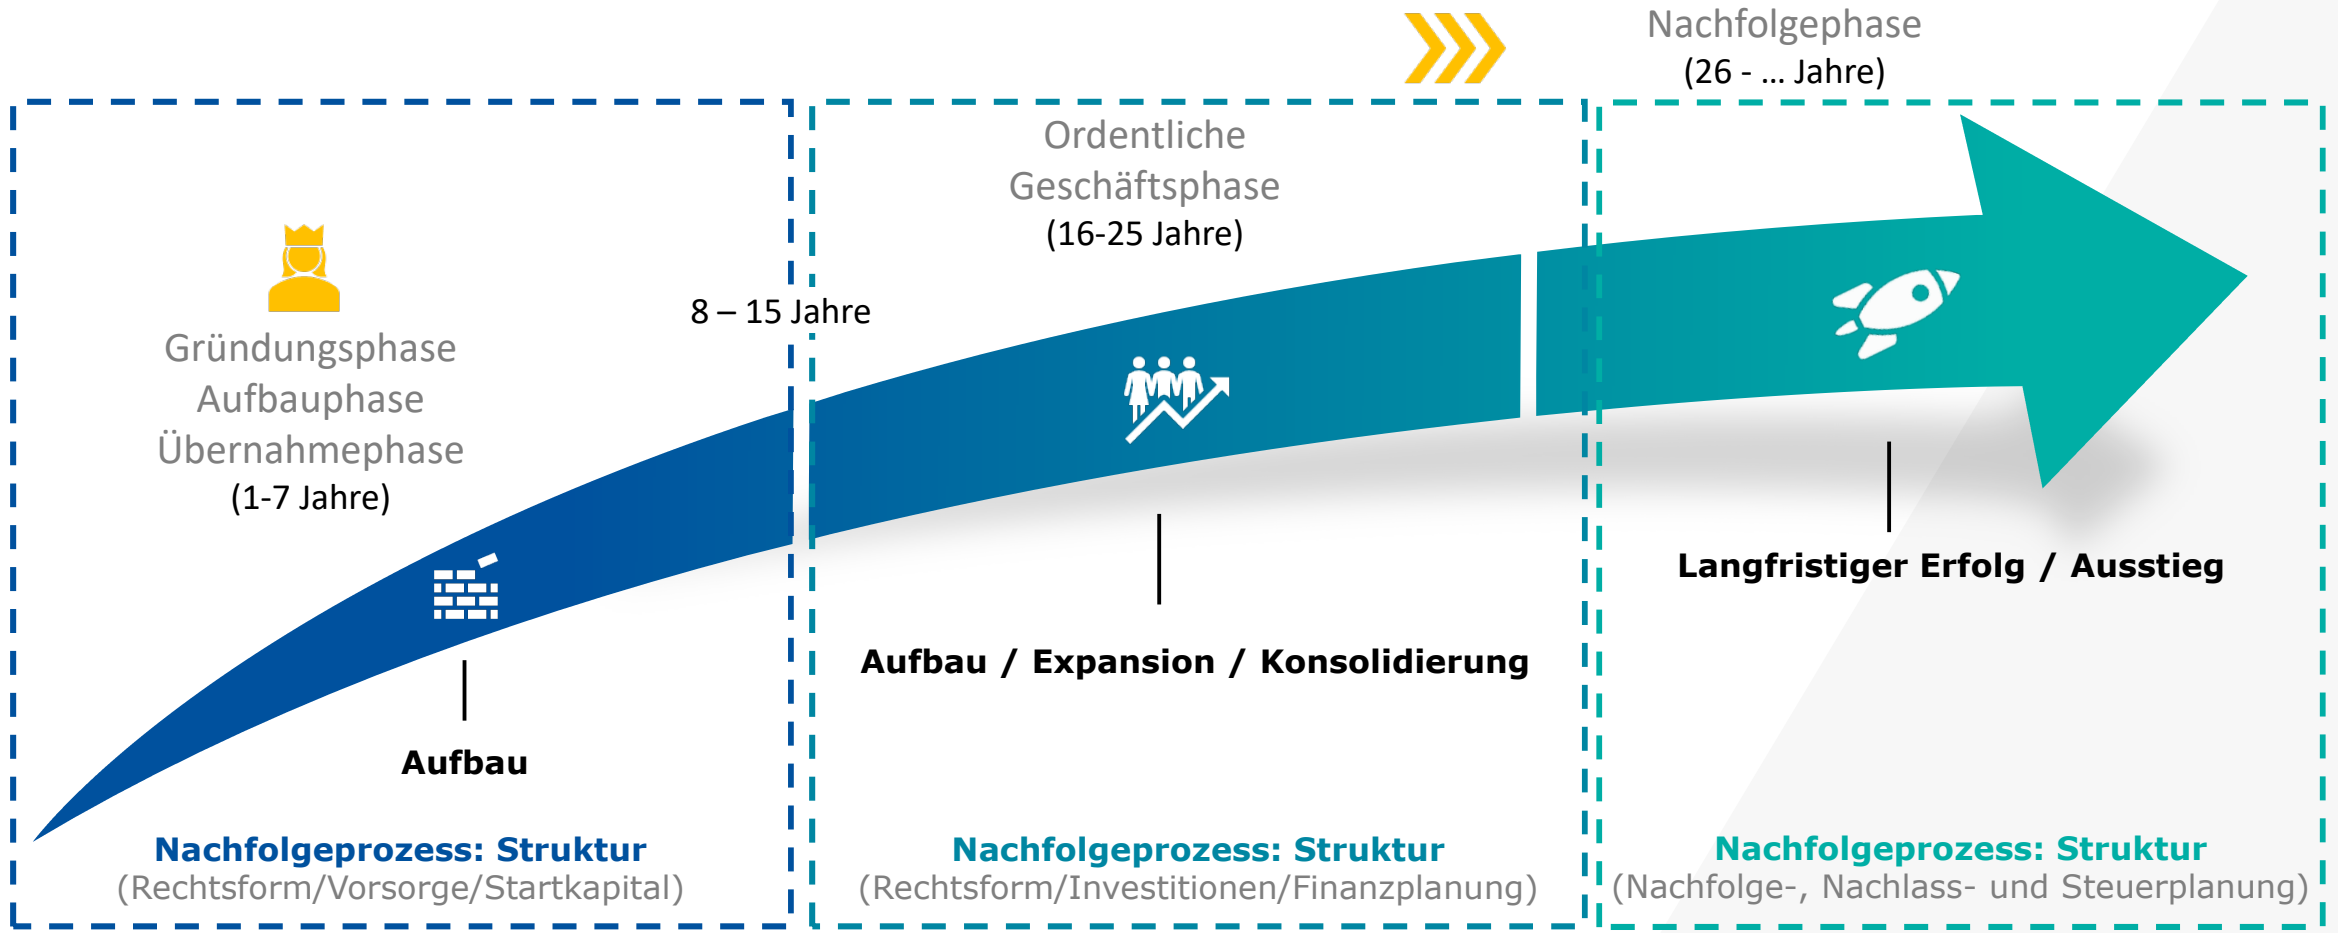 Gründungsphase
Aufbauphase
Übernahmephase
(1-7 Jahre)
Aufbau
Nachfolgeprozess: Struktur
(Rechtsform/Vorsorge/Startkapital)
8 – 15 Jahre
Ordentliche
Geschäftsphase
(16-25 Jahre)
Aufbau / Expansion / Konsolidierung
Nachfolgeprozess: Struktur
(Rechtsform/Investitionen/Finanzplanung)
Nachfolgephase
(26 - ... Jahre)
Langfristiger Erfolg / Ausstieg
Nachfolgeprozess: Struktur
(Nachfolge-, Nachlass- und Steuerplanung)